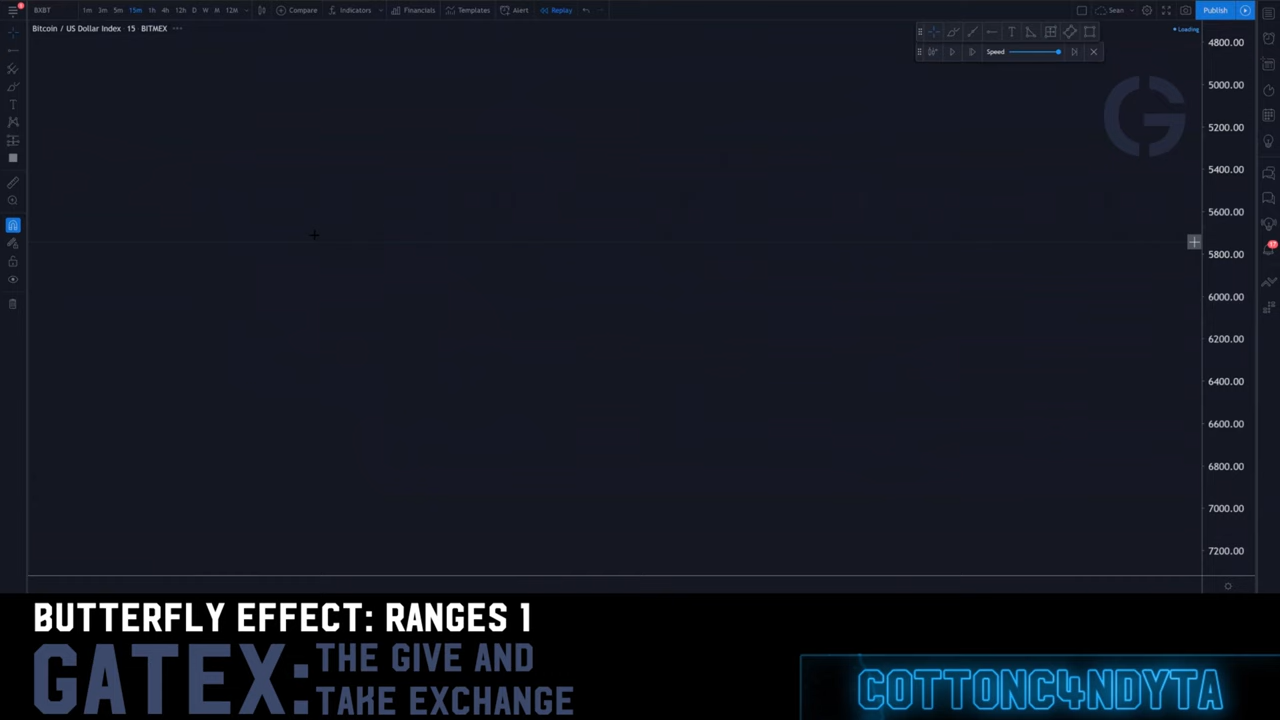 BXBT 1m 3m 5m 15m 1h 4h 12h D W M 12M Compare Indicators Financials Templates Alert Replay Sean Publish
Bitcoin / US Dollar Index · 15 · BITMEX
Loading
Speed
4800.00
5000.00
5200.00
5400.00
5600.00
5800.00
6000.00
6200.00
6400.00
6600.00
6800.00
7000.00
7200.00
17
G
BUTTERFLY EFFECT: RANGES 1
GATEX: THE GIVE AND
TAKE EXCHANGE
COTTONC4NDYTA